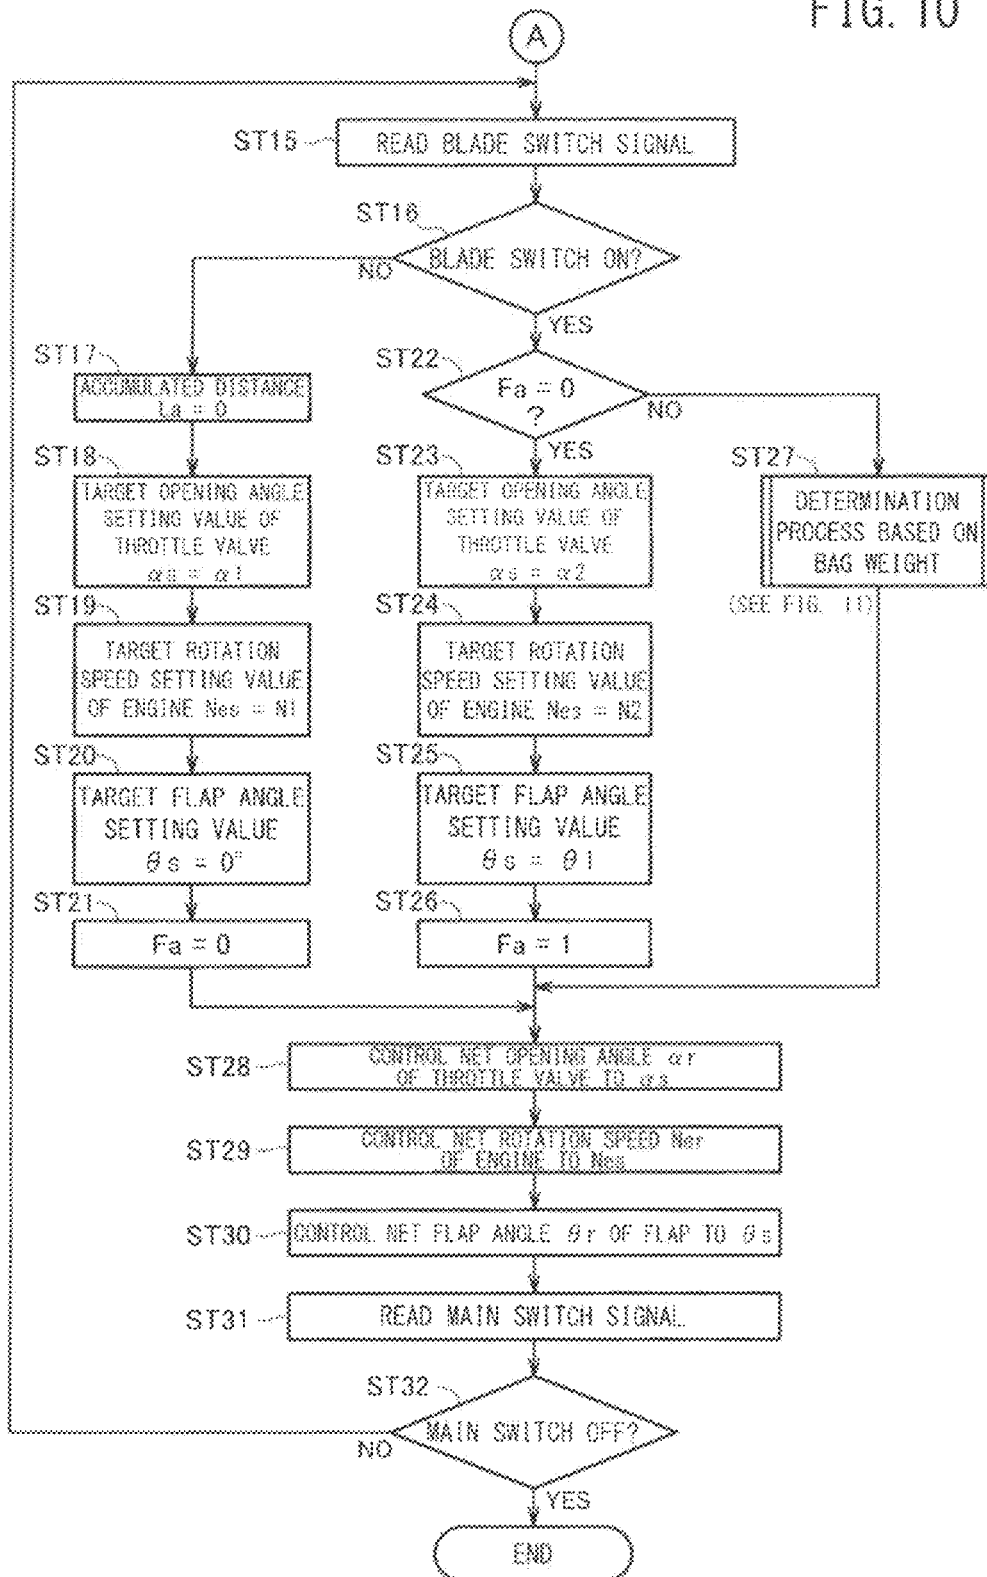 FIG. 10
A
ST15
READ BLADE SWITCH SIGNAL
ST16
BLADE SWITCH ON?
NO
YES
ST17
ACCUMULATED DISTANCE
La = 0
ST22
Fa = 0
?
NO
YES
ST18
TARGET OPENING ANGLE
SETTING VALUE OF
THROTTLE VALVE
αs = α1
ST23
TARGET OPENING ANGLE
SETTING VALUE OF
THROTTLE VALVE
αs = α2
ST27
DETERMINATION
PROCESS BASED ON
BAG WEIGHT
(SEE FIG. 11)
ST19
TARGET ROTATION
SPEED SETTING VALUE
OF ENGINE Nes = N1
ST24
TARGET ROTATION
SPEED SETTING VALUE
OF ENGINE Nes = N2
ST20
TARGET FLAP ANGLE
SETTING VALUE
θs = 0°
ST25
TARGET FLAP ANGLE
SETTING VALUE
θs = θ1
ST21
Fa = 0
ST26
Fa = 1
ST28
CONTROL NET OPENING ANGLE αr
OF THROTTLE VALVE TO αs
ST29
CONTROL NET ROTATION SPEED Ner
OF ENGINE TO Nes
ST30
CONTROL NET FLAP ANGLE θr OF FLAP TO θs
ST31
READ MAIN SWITCH SIGNAL
ST32
MAIN SWITCH OFF?
NO
YES
END